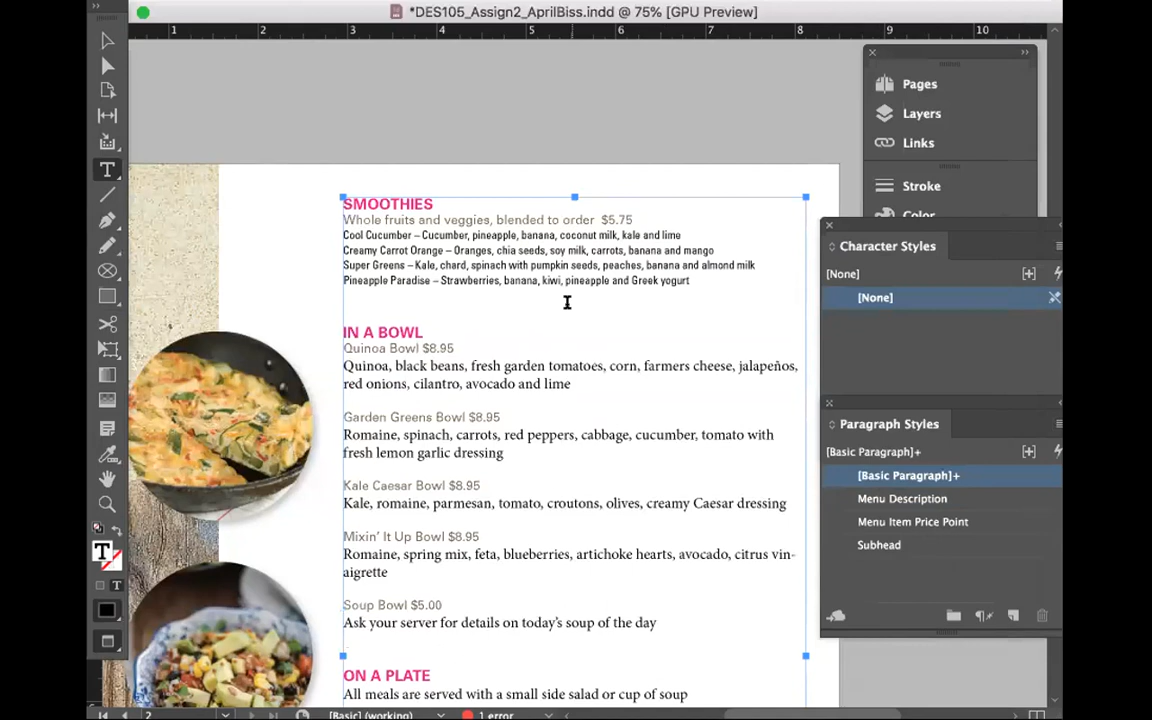 *DES105_Assign2_AprilBiss.indd @ 75% [GPU Preview]
1 2 3 4 5 6 7 8 9 10
Pages
Layers
Links
Stroke
Color
Character Styles
[None]
[None]
Paragraph Styles
[Basic Paragraph]+
[Basic Paragraph]+
Menu Description
Menu Item Price Point
Subhead
SMOOTHIES
Whole fruits and veggies, blended to order $5.75
Cool Cucumber – Cucumber, pineapple, banana, coconut milk, kale and lime
Creamy Carrot Orange – Oranges, chia seeds, soy milk, carrots, banana and mango
Super Greens – Kale, chard, spinach with pumpkin seeds, peaches, banana and almond milk
Pineapple Paradise – Strawberries, banana, kiwi, pineapple and Greek yogurt
IN A BOWL
Quinoa Bowl $8.95
Quinoa, black beans, fresh garden tomatoes, corn, farmers cheese, jalapeños,
red onions, cilantro, avocado and lime
Garden Greens Bowl $8.95
Romaine, spinach, carrots, red peppers, cabbage, cucumber, tomato with
fresh lemon garlic dressing
Kale Caesar Bowl $8.95
Kale, romaine, parmesan, tomato, croutons, olives, creamy Caesar dressing
Mixin’ It Up Bowl $8.95
Romaine, spring mix, feta, blueberries, artichoke hearts, avocado, citrus vin-
aigrette
Soup Bowl $5.00
Ask your server for details on today’s soup of the day
ON A PLATE
All meals are served with a small side salad or cup of soup
2
[Basic] (working)
1 error